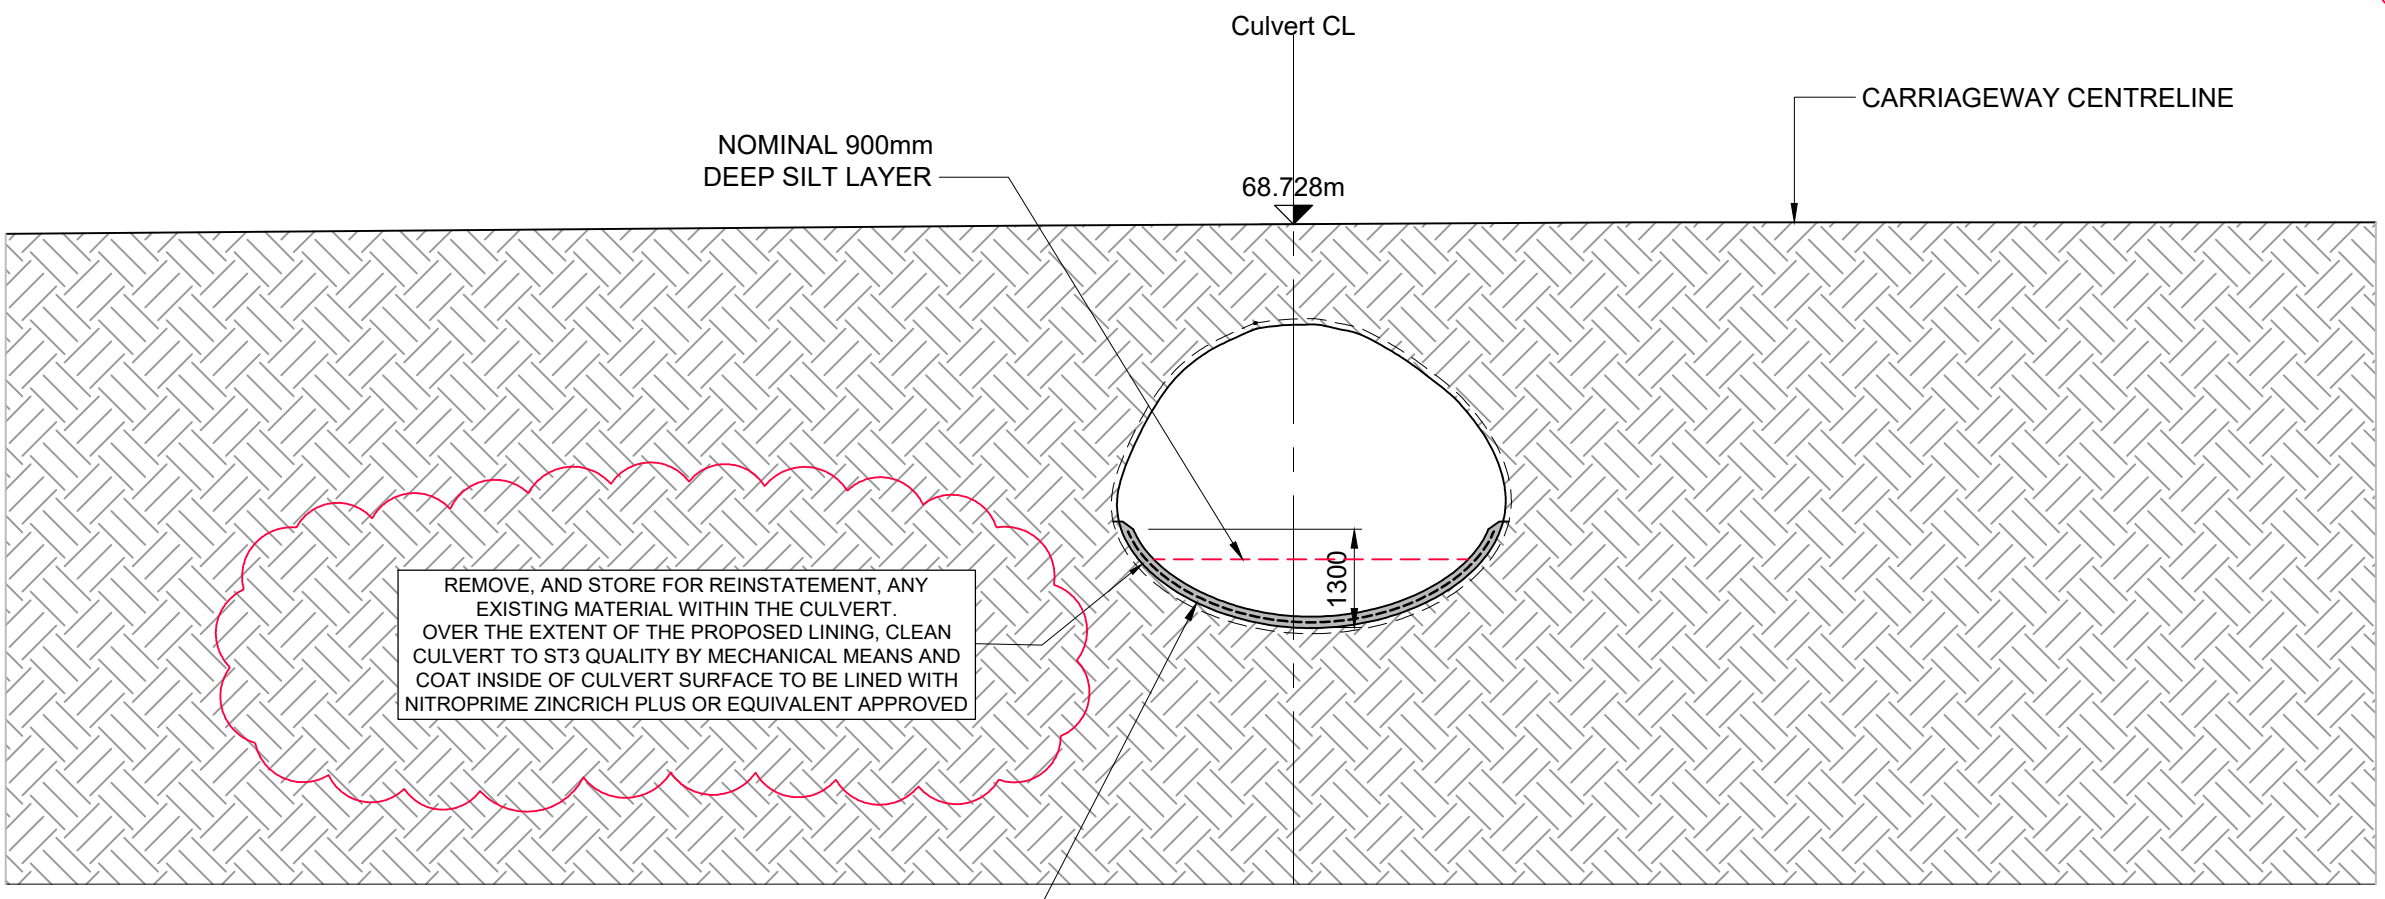 Culvert CL
CARRIAGEWAY CENTRELINE
NOMINAL 900mm
DEEP SILT LAYER
68.728m
1300
REMOVE, AND STORE FOR REINSTATEMENT, ANY
EXISTING MATERIAL WITHIN THE CULVERT.
OVER THE EXTENT OF THE PROPOSED LINING, CLEAN
CULVERT TO ST3 QUALITY BY MECHANICAL MEANS AND
COAT INSIDE OF CULVERT SURFACE TO BE LINED WITH
NITROPRIME ZINCRICH PLUS OR EQUIVALENT APPROVED